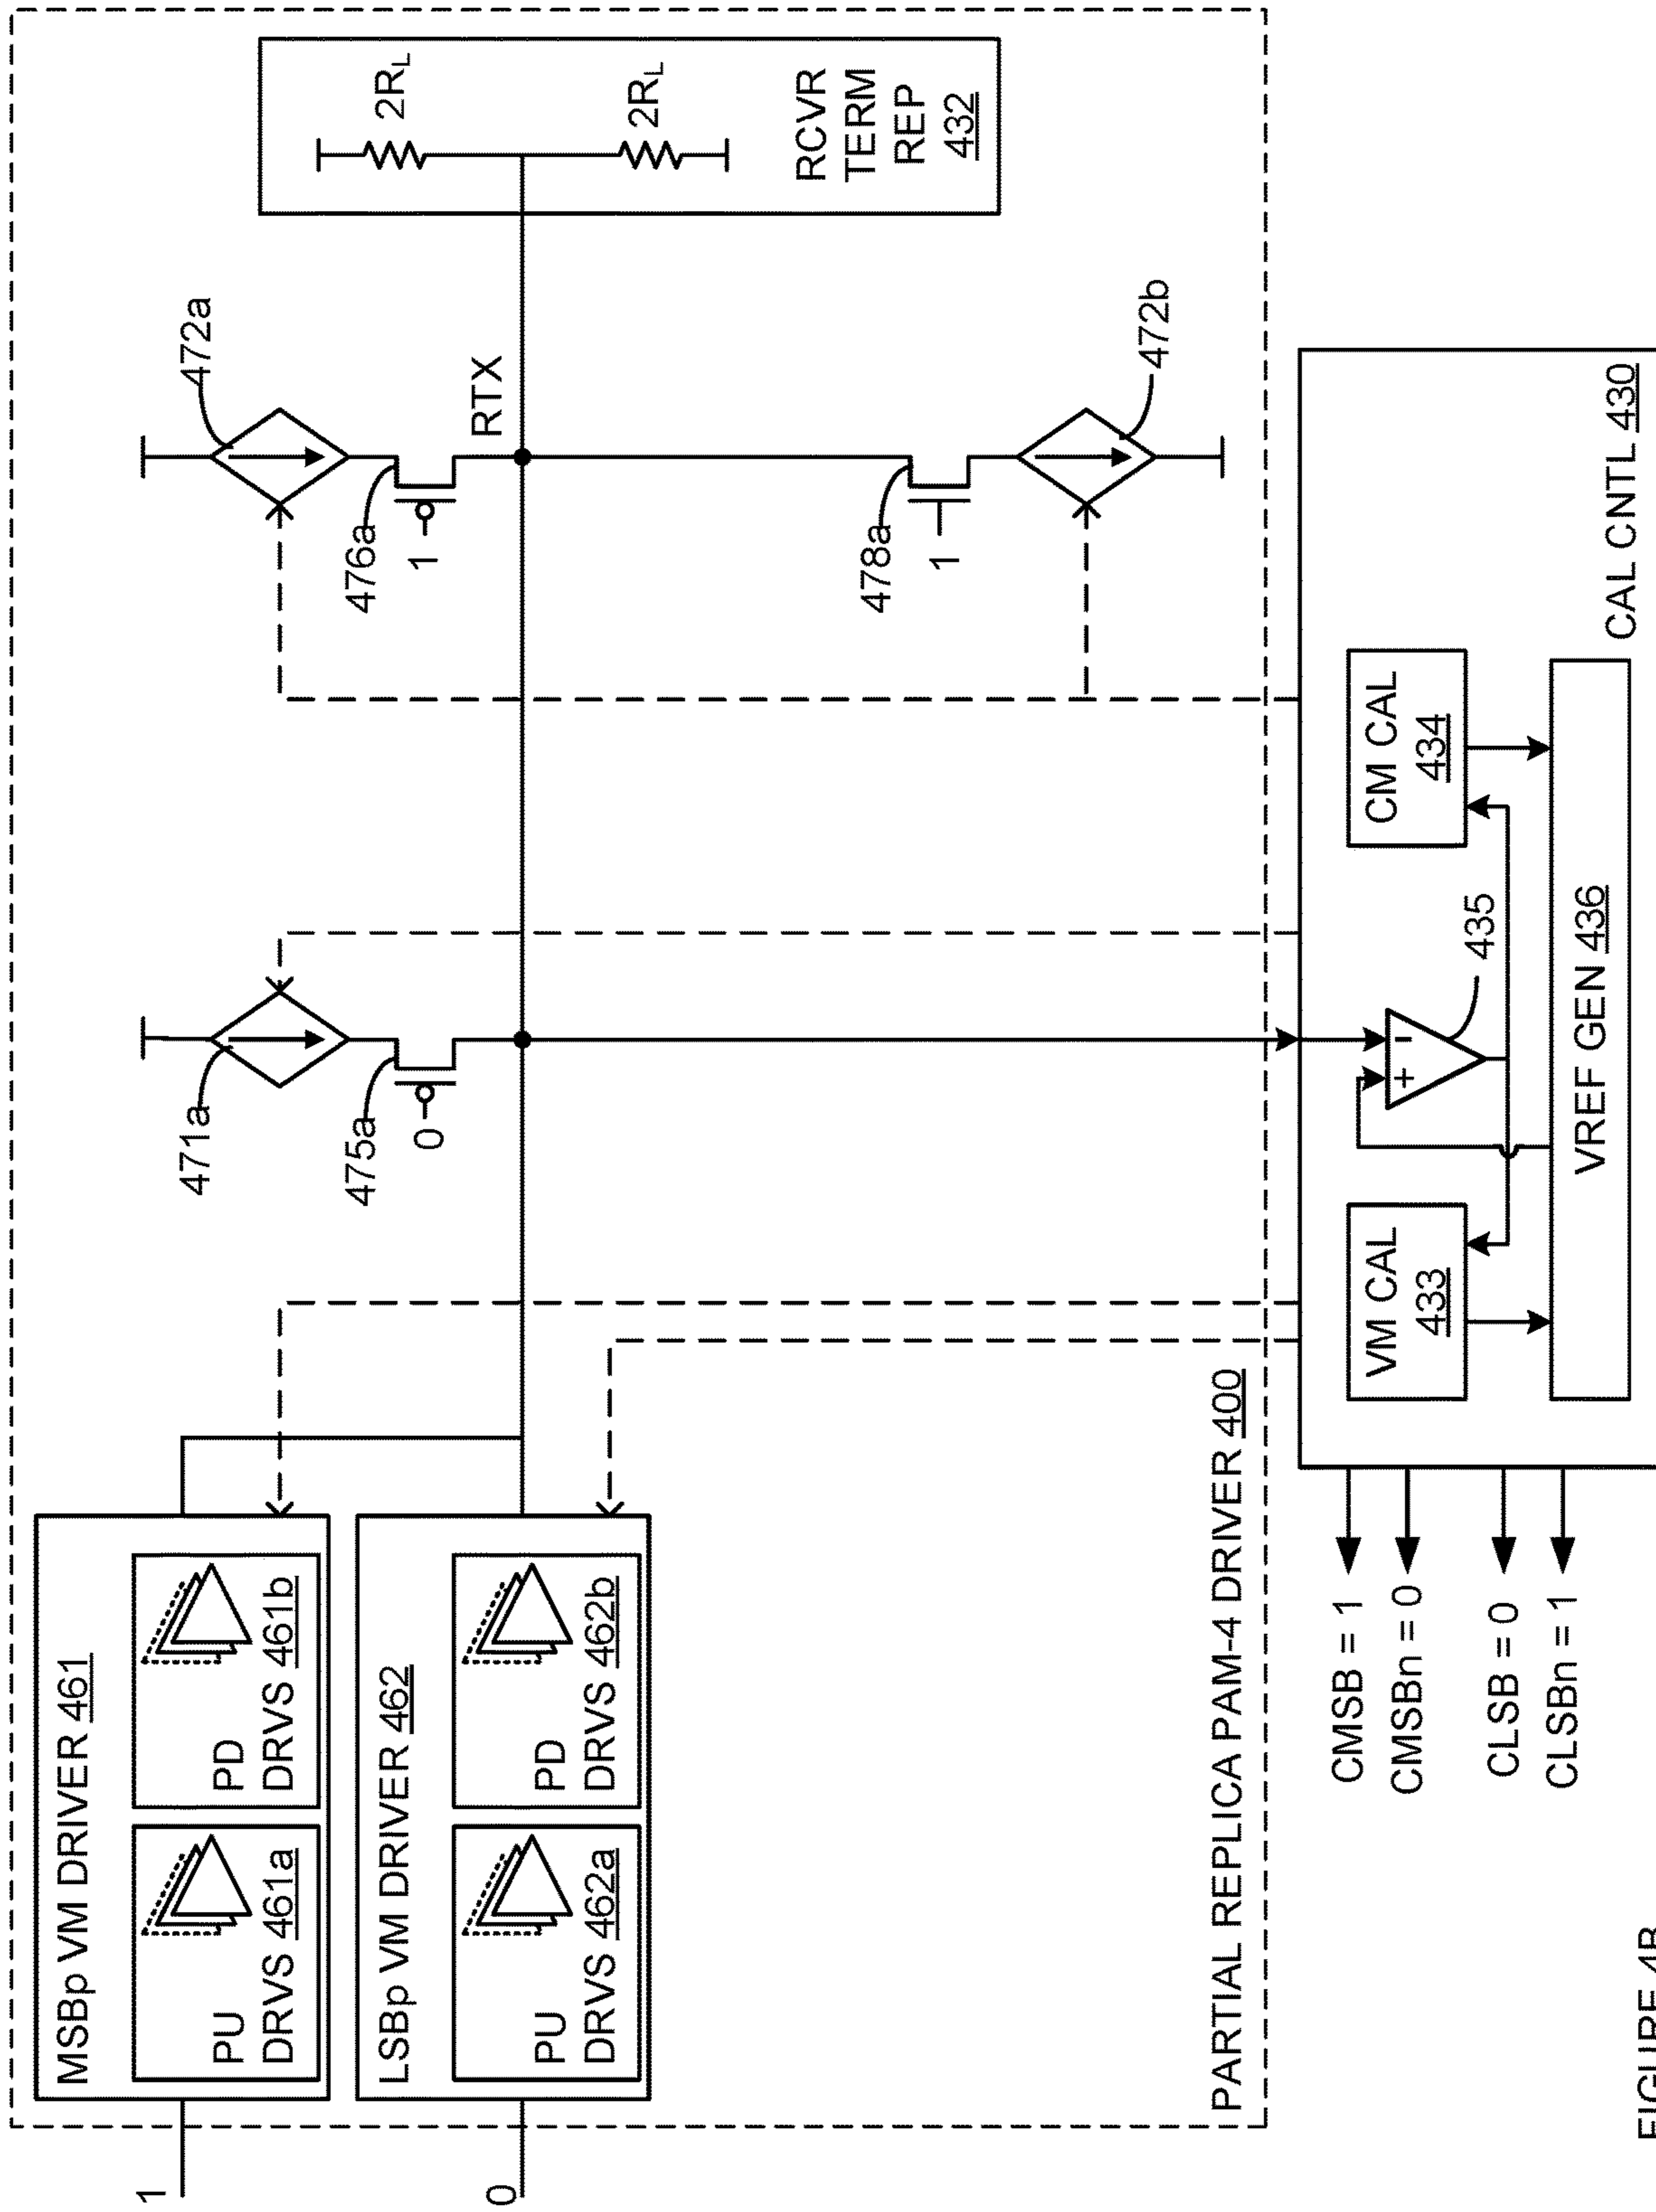 1
MSBp VM DRIVER 461
PU
DRVS 461a
PD
DRVS 461b
0
LSBp VM DRIVER 462
PU
DRVS 462a
PD
DRVS 462b
471a
475a
0
472a
476a
1
RTX
478a
1
472b
2RL
2RL
RCVR
TERM
REP
432
PARTIAL REPLICA PAM-4 DRIVER 400
CMSB = 1
CMSBn = 0
CLSB = 0
CLSBn = 1
VM CAL
433
+
-
435
CM CAL
434
VREF GEN 436
CAL CNTL 430
FIGURE 4B